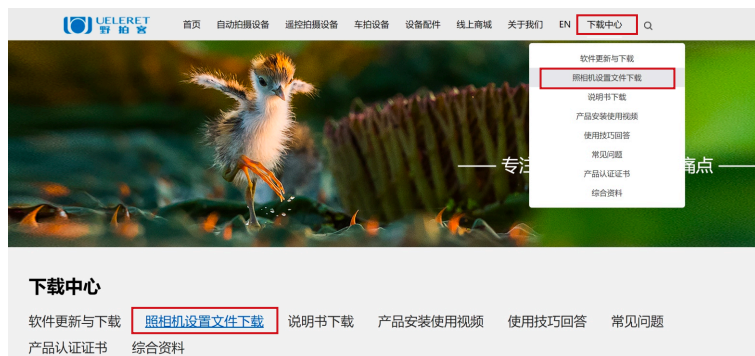 UELERET
野拍客
首页 自动拍摄设备 遥控拍摄设备 车拍设备 设备配件 线上商城 关于我们 EN 下载中心
软件更新与下载
照相机设置文件下载
说明书下载
产品安装使用视频
使用技巧回答
常见问题
产品认证证书
综合资料
专注
痛点
下载中心
软件更新与下载 照相机设置文件下载 说明书下载 产品安装使用视频 使用技巧回答 常见问题
产品认证证书 综合资料